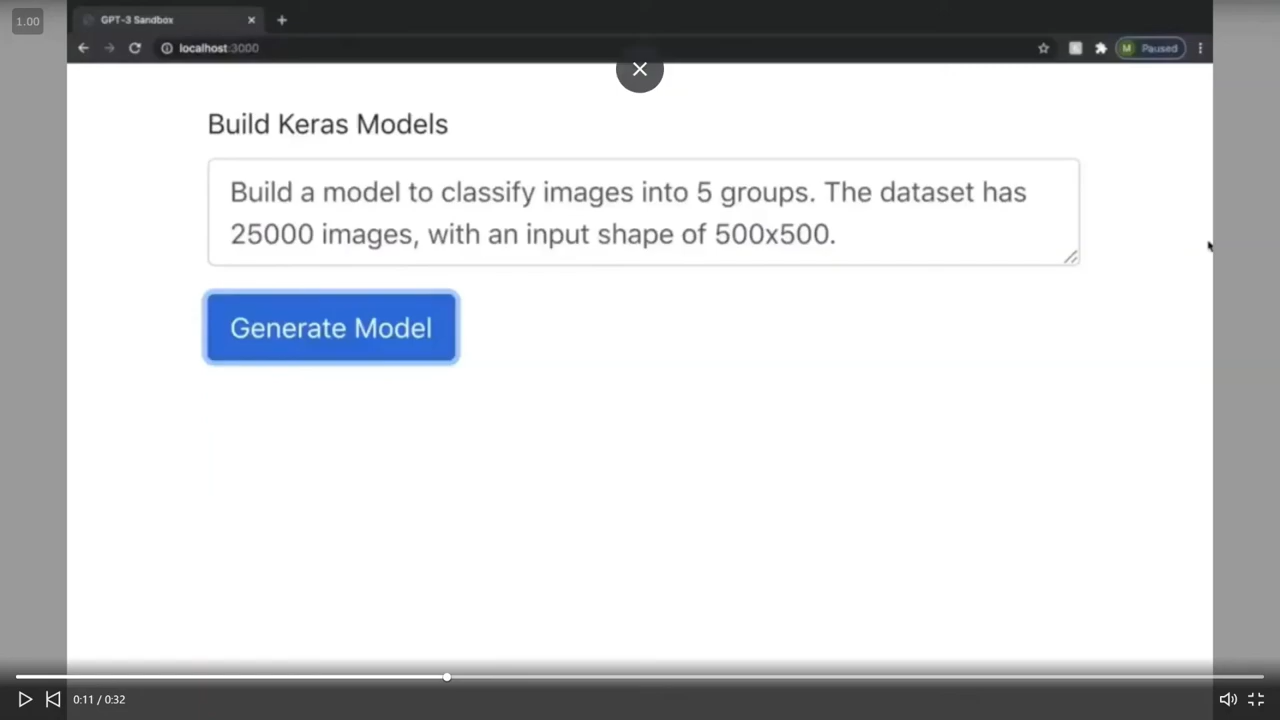 1.00
GPT-3 Sandbox
localhost:3000
M Paused
Build Keras Models
Build a model to classify images into 5 groups. The dataset has
25000 images, with an input shape of 500x500.
Generate Model
0:11 / 0:32